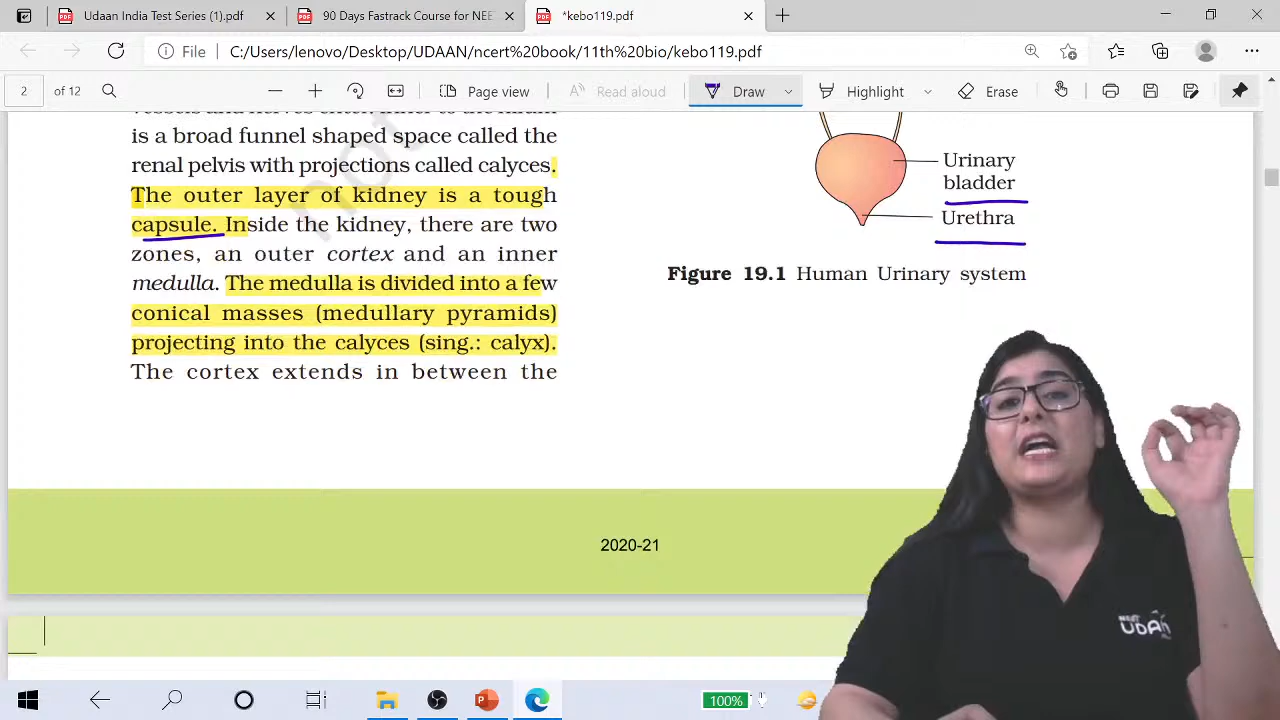 Udaan India Test Series (1).pdf
90 Days Fastrack Course for NEE
*kebo119.pdf
File
C:/Users/lenovo/Desktop/UDAAN/ncert%20book/11th%20bio/kebo119.pdf
2
of 12
Page view
Read aloud
Draw
Highlight
Erase
is a broad funnel shaped space called the
renal pelvis with projections called calyces.
The outer layer of kidney is a tough
capsule. Inside the kidney, there are two
zones, an outer cortex and an inner
medulla. The medulla is divided into a few
conical masses (medullary pyramids)
projecting into the calyces (sing.: calyx).
The cortex extends in between the
not
Urinary
bladder
Urethra
Figure 19.1 Human Urinary system
2020-21
UDAAN
100%